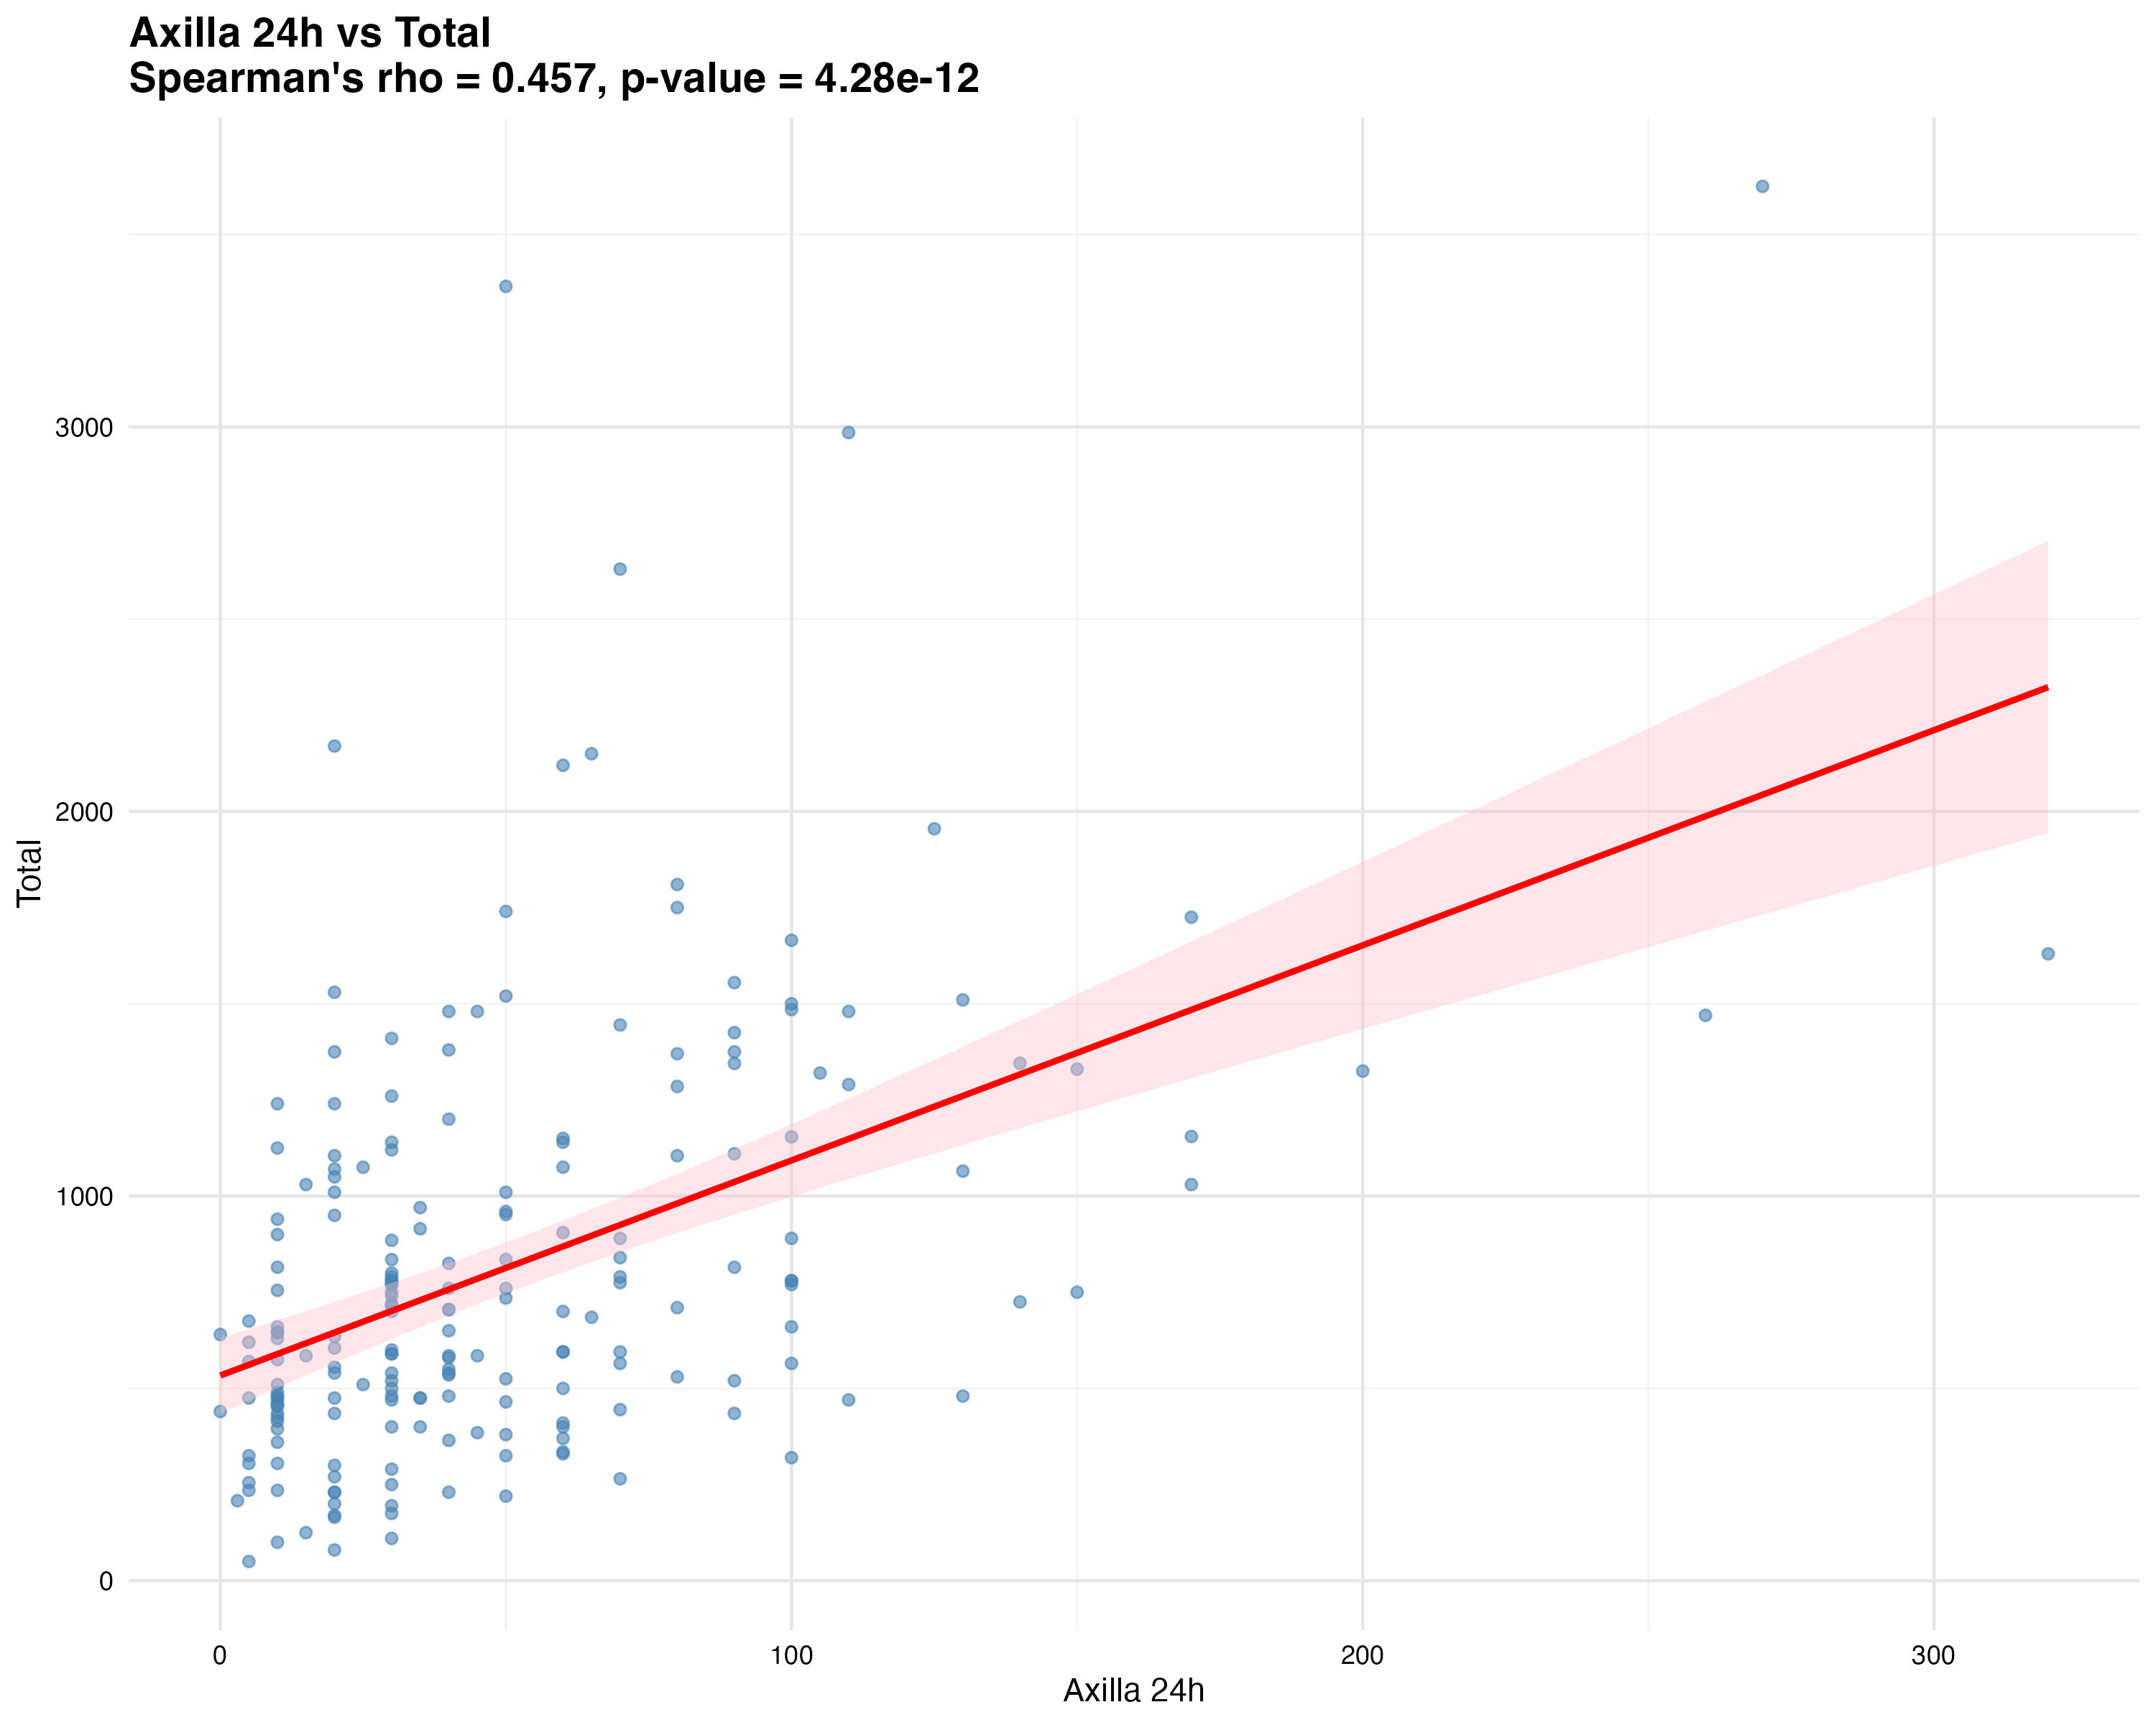 Axilla 24h vs Total
Spearman's rho = 0.457, p-value = 4.28e-12
3000
2000
Total
1000
0
0 100 200 300
Axilla 24h